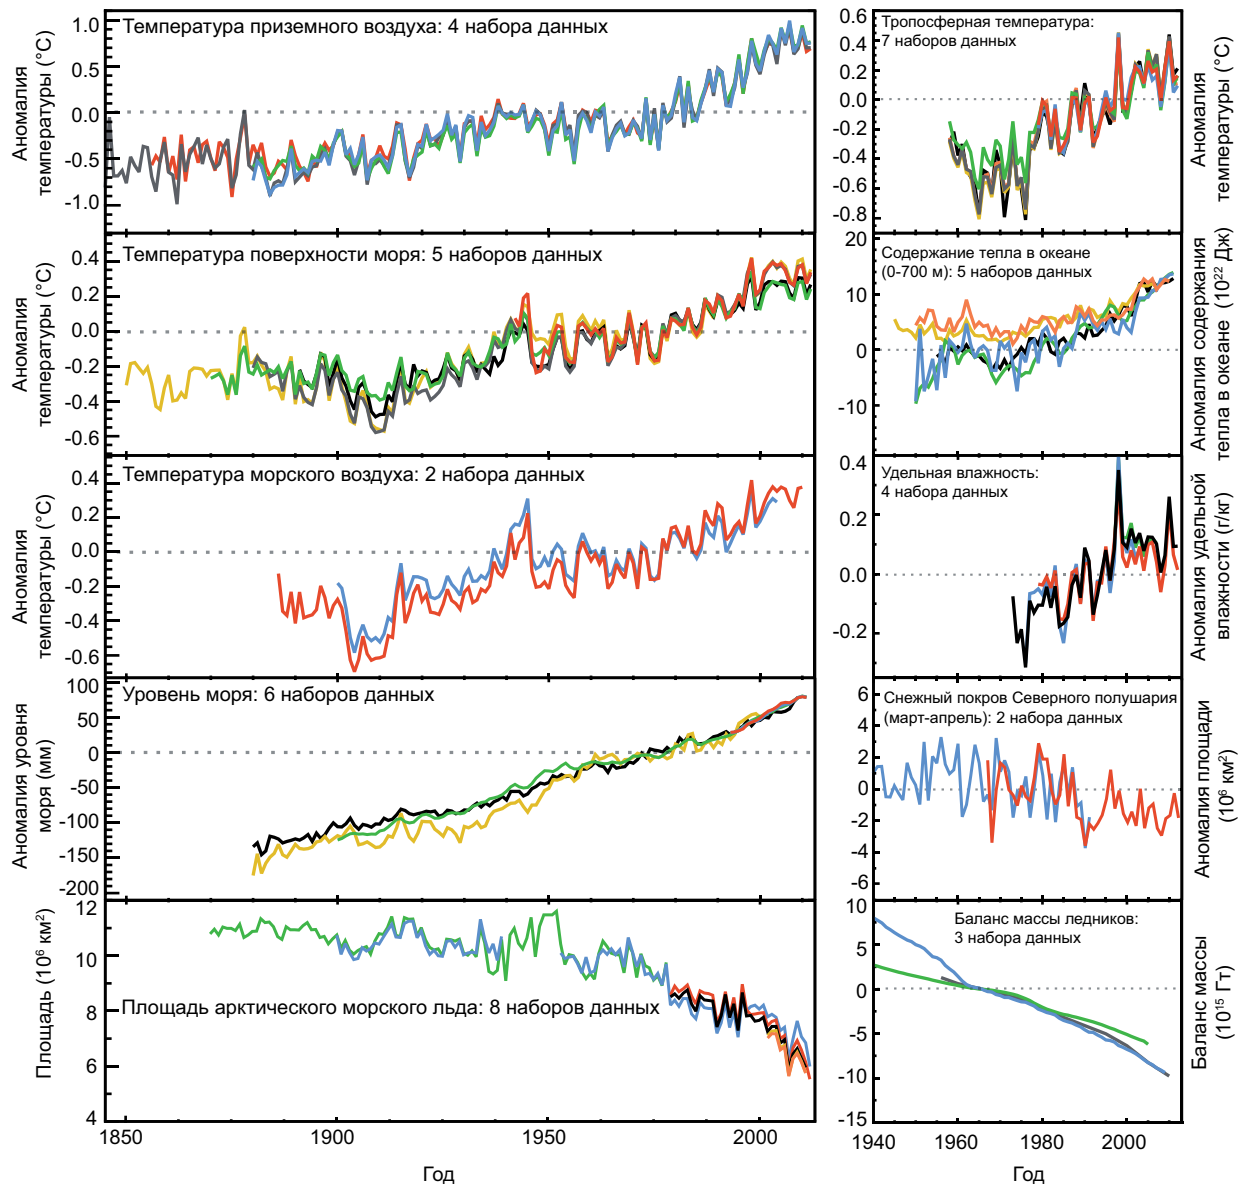 Температура приземного воздуха: 4 набора данных
Аномалия
температуры (°C)
1.0
0.5
0.0
-0.5
-1.0
Температура поверхности моря: 5 наборов данных
Аномалия
температуры (°C)
0.4
0.2
0.0
-0.2
-0.4
-0.6
Температура морского воздуха: 2 набора данных
Аномалия
температуры (°C)
0.4
0.2
0.0
-0.2
-0.4
-0.6
Уровень моря: 6 наборов данных
Аномалия уровня
моря (мм)
100
50
0
-50
-100
-150
-200
Площадь арктического морского льда: 8 наборов данных
Площадь (10⁶ км²)
12
10
8
6
4
1850
1900
1950
2000
Год
Тропосферная температура:
7 наборов данных
Аномалия
температуры (°C)
0.6
0.4
0.2
0.0
-0.2
-0.4
-0.6
-0.8
Содержание тепла в океане
(0-700 м): 5 наборов данных
Аномалия содержания
тепла в океане (10²² Дж)
20
10
0
-10
Удельная влажность:
4 набора данных
Аномалия удельной
влажности (г/кг)
0.4
0.2
0.0
-0.2
Снежный покров Северного полушария
(март-апрель): 2 набора данных
Аномалия площади
(10⁶ км²)
6
4
2
0
-2
-4
-6
Баланс массы ледников:
3 набора данных
Баланс массы
(10¹⁵ Гт)
10
5
0
-5
-10
-15
1940
1960
1980
2000
Год